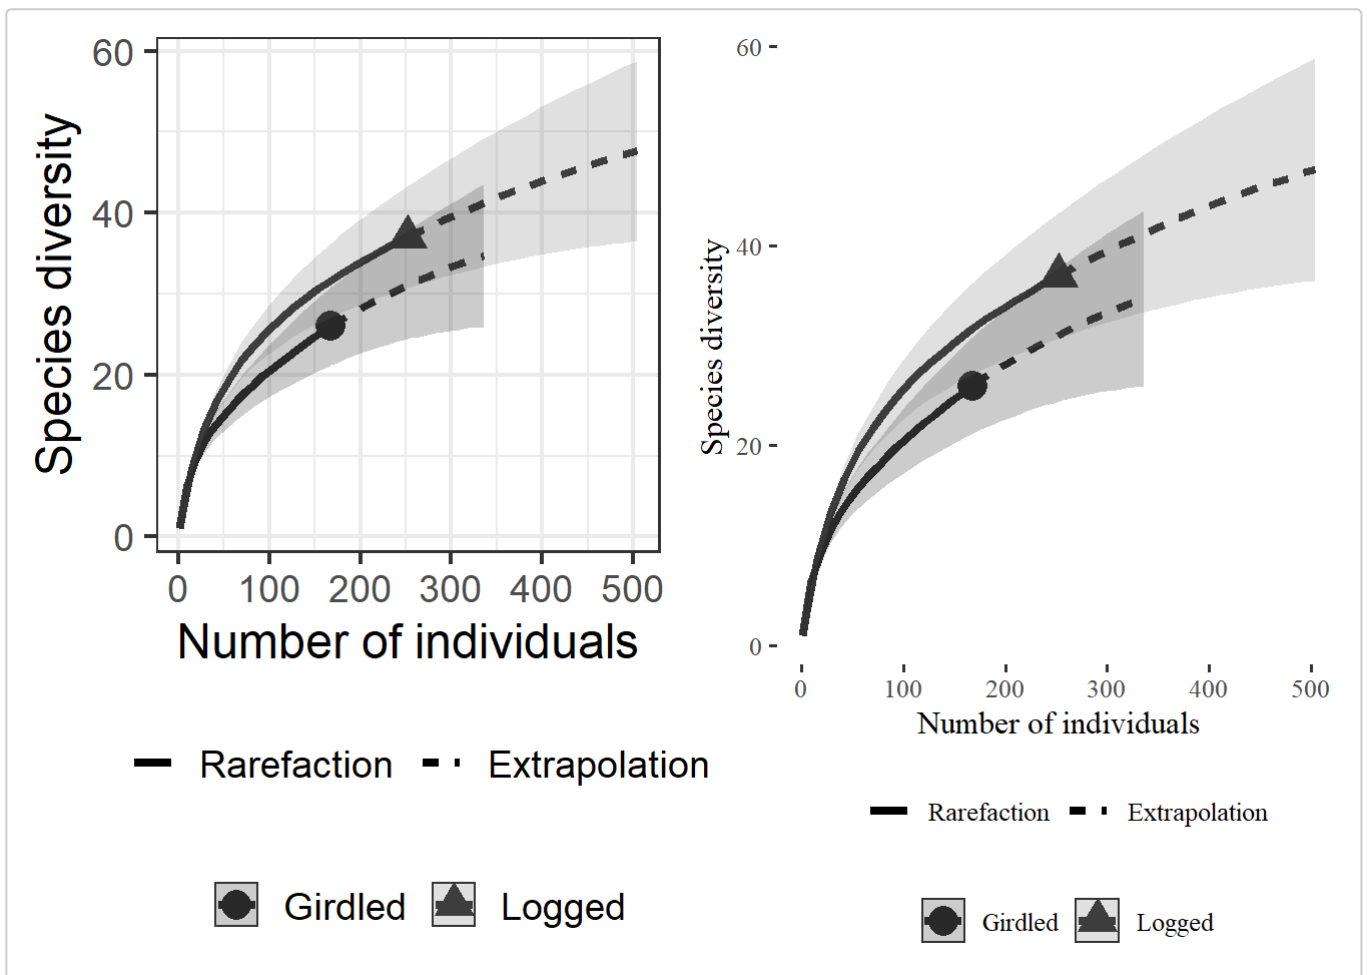 60
40
20
0
Species diversity
0 100 200 300 400 500
Number of individuals
Rarefaction Extrapolation
Girdled Logged
60
40
20
0
Species diversity
0 100 200 300 400 500
Number of individuals
Rarefaction Extrapolation
Girdled Logged